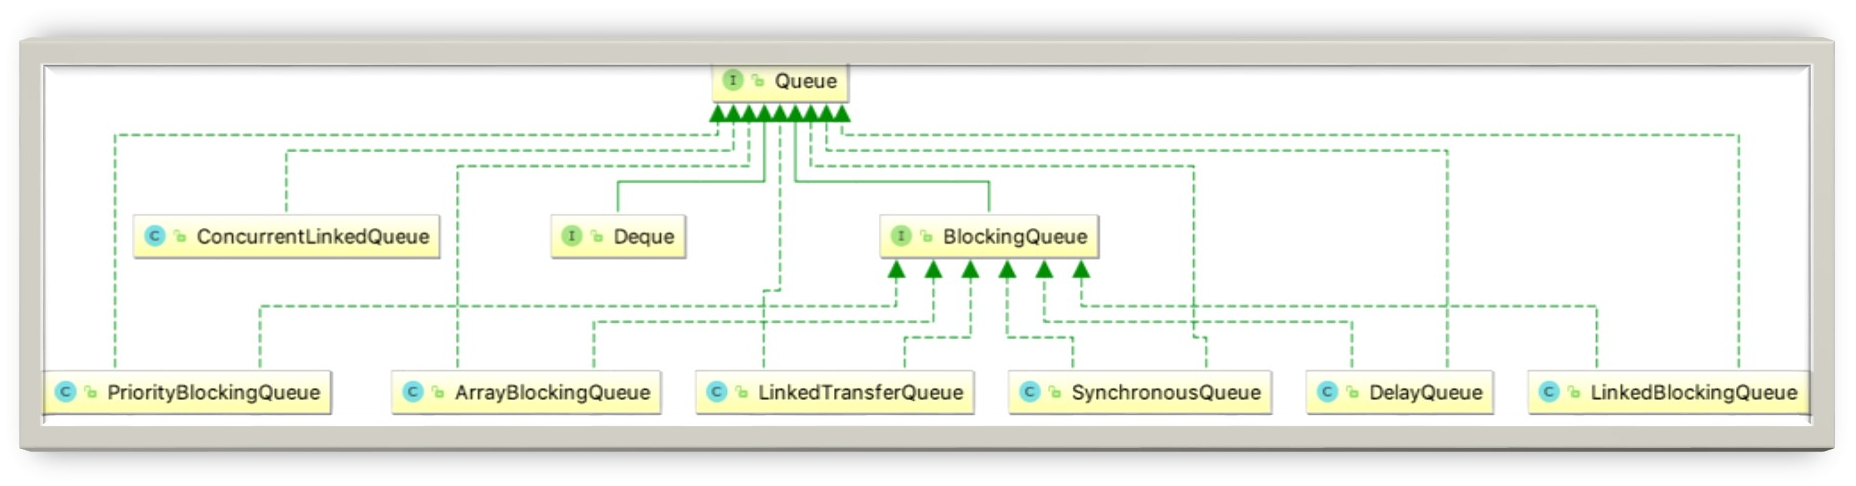 I Queue
C ConcurrentLinkedQueue
I Deque
I BlockingQueue
C PriorityBlockingQueue
C ArrayBlockingQueue
C LinkedTransferQueue
C SynchronousQueue
C DelayQueue
C LinkedBlockingQueue